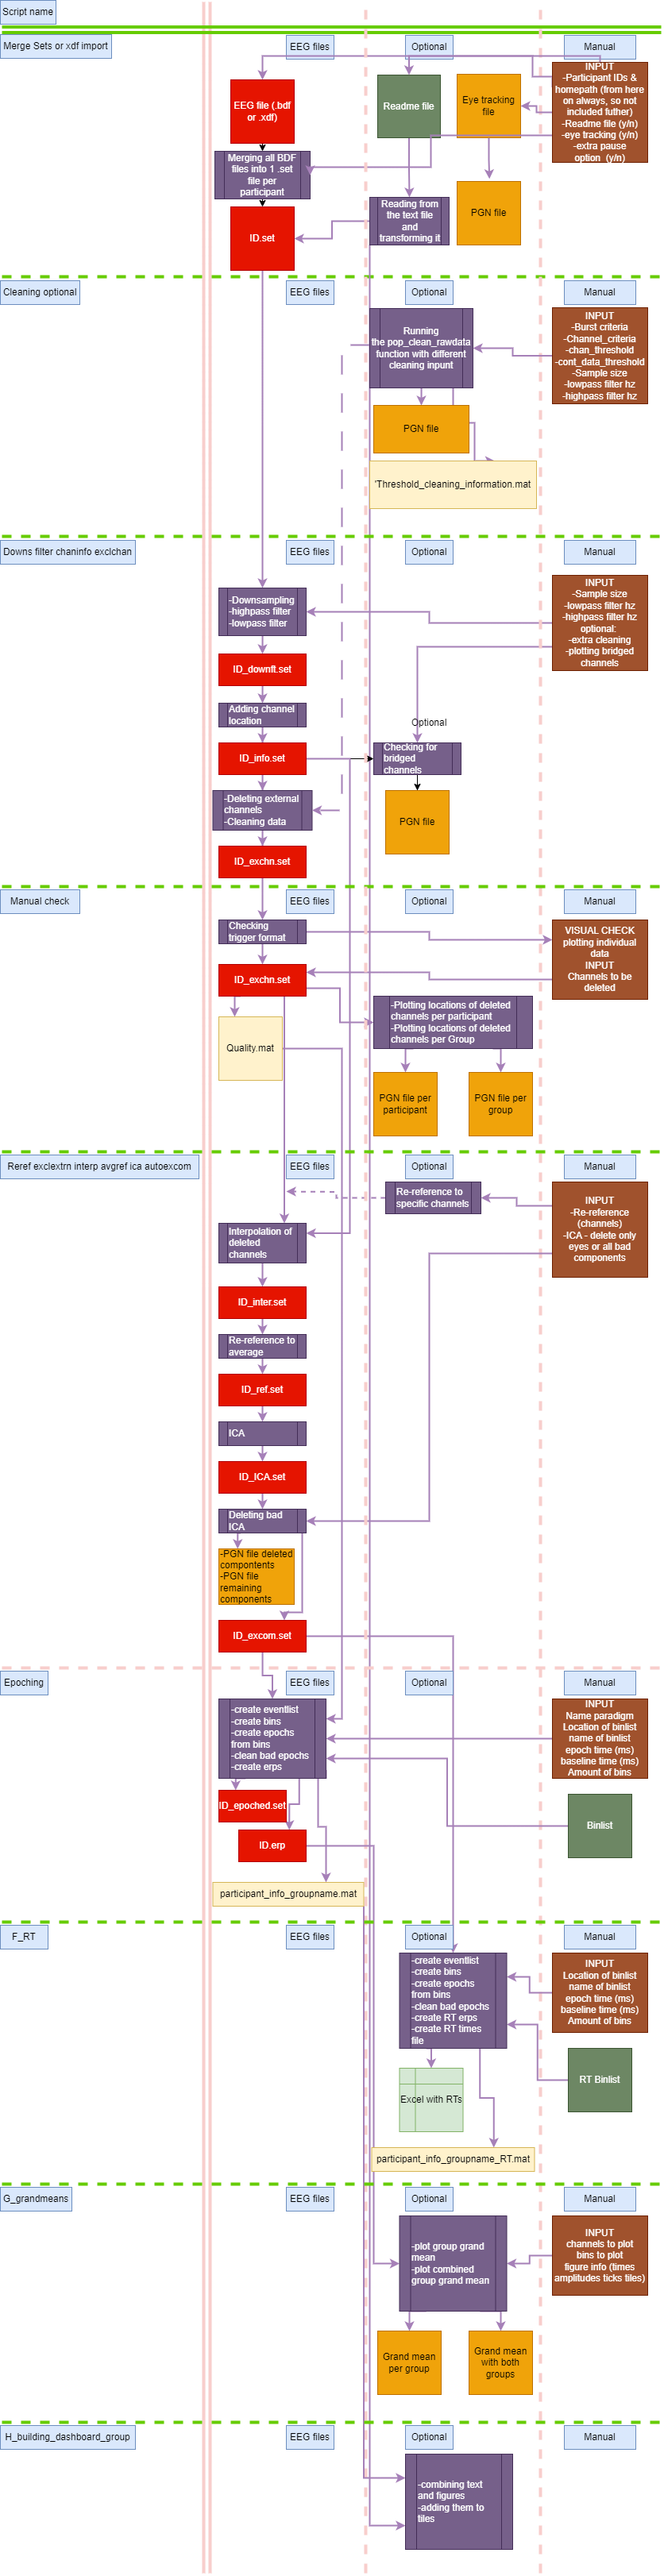 Script name
Merge Sets or xdf import
EEG files
Optional
Manual
INPUT
-Participant IDs &
homepath (from here
on always, so not
included futher)
-Readme file (y/n)
-eye tracking (y/n)
-extra pause
option (y/n)
EEG file (.bdf
or .xdf)
Readme file
Eye tracking
file
Merging all BDF
files into 1 .set
file per
participant
PGN file
Reading from
the text file
and
transforming it
ID.set
Cleaning optional
EEG files
Optional
Manual
INPUT
-Burst criteria
-Channel_criteria
-chan_threshold
-cont_data_threshold
-Sample size
-lowpass filter hz
-highpass filter hz
Running
the pop_clean_rawdata
function with different
cleaning inpunt
PGN file
'Threshold_cleaning_information.mat
Downs filter chaninfo exclchan
EEG files
Optional
Manual
INPUT
-Sample size
-lowpass filter hz
-highpass filter hz
optional:
-extra cleaning
-plotting bridged
channels
-Downsampling
-highpass filter
-lowpass filter
ID_downft.set
Adding channel
location
Optional
ID_info.set
Checking for
bridged
channels
-Deleting external
channels
-Cleaning data
PGN file
ID_exchn.set
Manual check
EEG files
Optional
Manual
Checking
trigger format
VISUAL CHECK
plotting individual
data
INPUT
Channels to be
deleted
ID_exchn.set
-Plotting locations of deleted
channels per participant
-Plotting locations of deleted
channels per Group
Quality.mat
PGN file per
participant
PGN file per
group
Reref exclextrn interp avgref ica autoexcom
EEG files
Optional
Manual
Re-reference to
specific channels
INPUT
-Re-reference
(channels)
-ICA - delete only
eyes or all bad
components
Interpolation of
deleted
channels
ID_inter.set
Re-reference to
average
ID_ref.set
ICA
ID_ICA.set
Deleting bad
ICA
-PGN file deleted
compontents
-PGN file
remaining
components
ID_excom.set
Epoching
EEG files
Optional
Manual
-create eventlist
-create bins
-create epochs
from bins
-clean bad epochs
-create erps
INPUT
Name paradigm
Location of binlist
name of binlist
epoch time (ms)
baseline time (ms)
Amount of bins
ID_epoched.set
Binlist
ID.erp
participant_info_groupname.mat
F_RT
EEG files
Optional
Manual
-create eventlist
-create bins
-create epochs
from bins
-clean bad epochs
-create RT erps
-create RT times
file
INPUT
Location of binlist
name of binlist
epoch time (ms)
baseline time (ms)
Amount of bins
RT Binlist
Excel with RTs
participant_info_groupname_RT.mat
G_grandmeans
EEG files
Optional
Manual
-plot group grand
mean
-plot combined
group grand mean
INPUT
channels to plot
bins to plot
figure info (times
amplitudes ticks tiles)
Grand mean
per group
Grand mean
with both
groups
H_building_dashboard_group
EEG files
Optional
Manual
-combining text
and figures
-adding them to
tiles